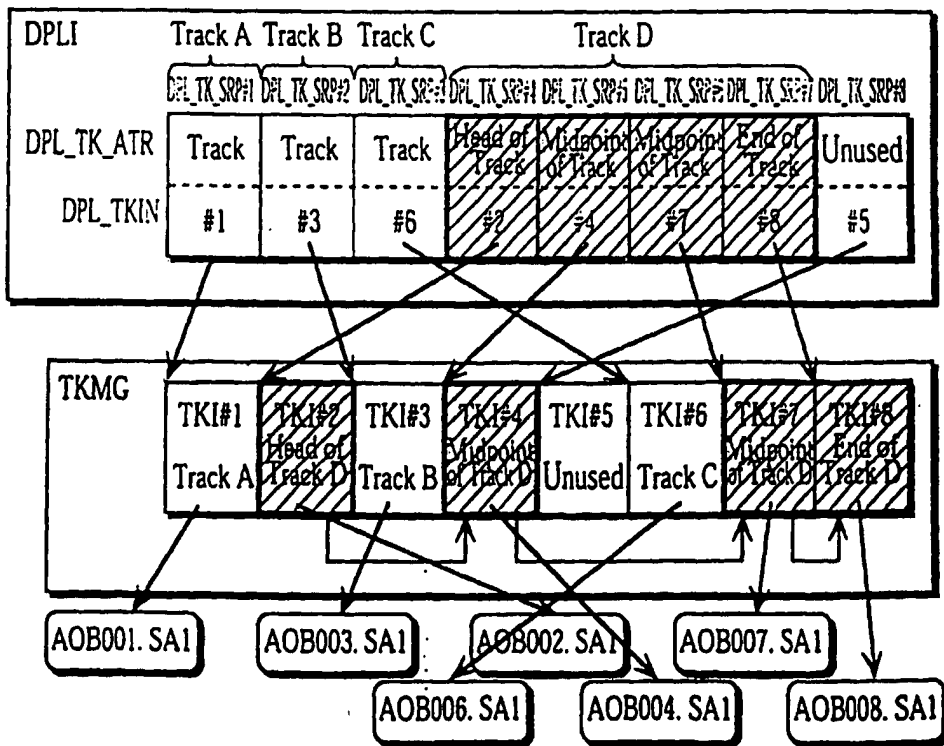 DPLI Track A Track B Track C Track D
DPL_TK_SRP#1 DPL_TK_SRP#2 DPL_TK_SRP#3 DPL_TK_SRP#4 DPL_TK_SRP#5 DPL_TK_SRP#6 DPL_TK_SRP#7 DPL_TK_SRP#8
DPL_TK_ATR Track Track Track Head of Track Midpoint of Track Midpoint of Track End of Track Unused
DPL_TKIN #1 #3 #6 #2 #4 #7 #8 #5
TKMG
TKI#1 TKI#2 TKI#3 TKI#4 TKI#5 TKI#6 TKI#7 TKI#8
Track A Head of Track D Track B Midpoint of Track D Unused Track C Midpoint of Track D End of Track D
AOB001. SA1 AOB003. SA1 AOB002. SA1 AOB007. SA1
AOB006. SA1 AOB004. SA1 AOB008. SA1